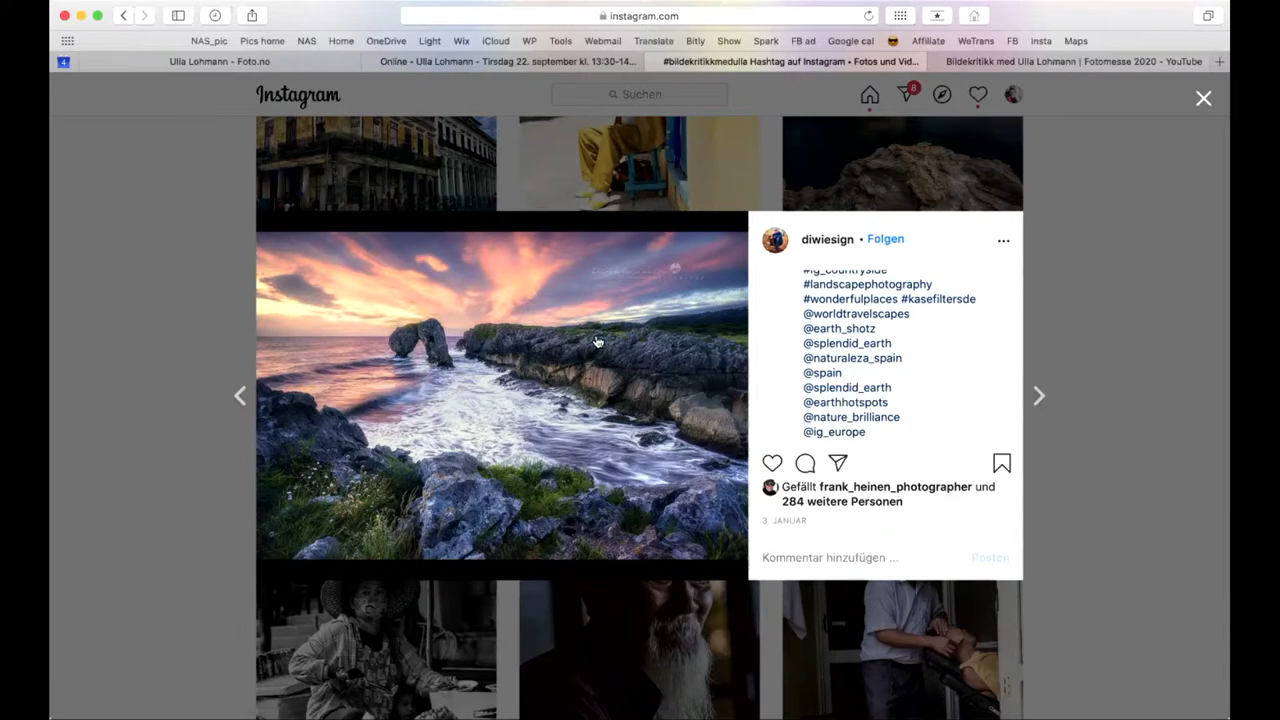 instagram.com
NAS_pic Pics home NAS Home OneDrive Light Wix iCloud WP Tools Webmail Translate Bitly Show Spark FB ad Google cal Affiliate WeTrans FB Insta Maps
4 Ulla Lohmann - Foto.no Online - Ulla Lohmann - Tirsdag 22. september kl. 13:30-14... #bildekritikkmedulla Hashtag auf Instagram • Fotos und Vid... Bildekritikk med Ulla Lohmann | Fotomesse 2020 - YouTube
Instagram Suchen 8
diwiesign • Folgen
#ig_countryside
#landscapephotography
#wonderfulplaces #kasefiltersde
@worldtravelscapes
@earth_shotz
@splendid_earth
@naturaleza_spain
@spain
@splendid_earth
@earthhotspots
@nature_brilliance
@ig_europe
Gefällt frank_heinen_photographer und
284 weitere Personen
3. JANUAR
Kommentar hinzufügen ... Posten